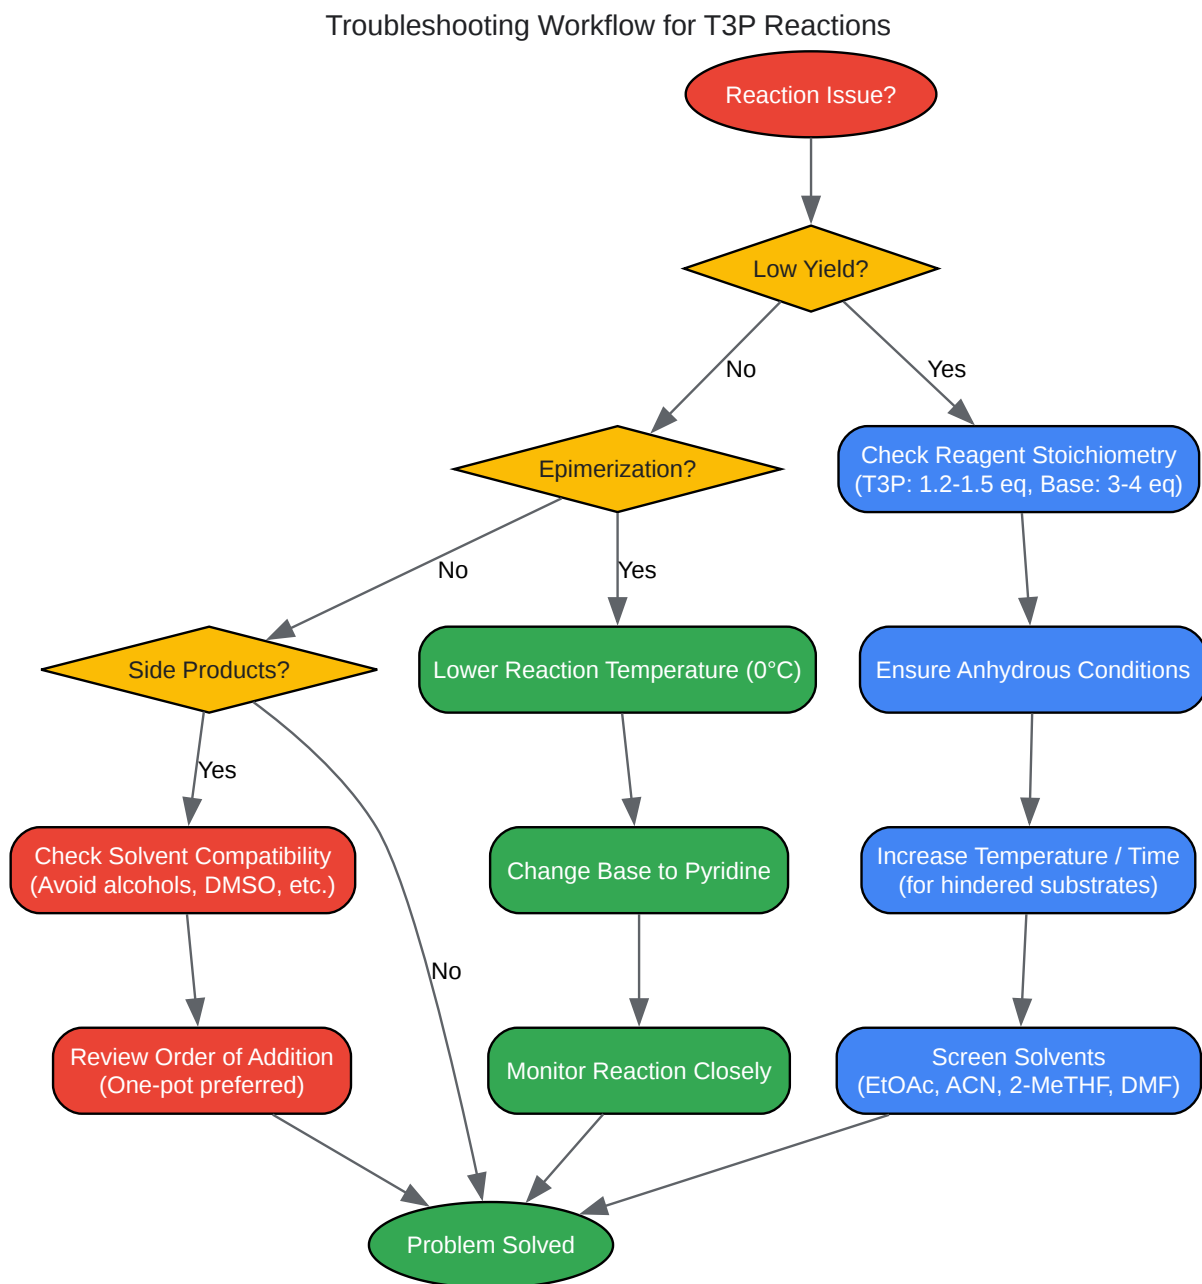 Troubleshooting Workflow for T3P Reactions
Reaction Issue?
Low Yield?
No
Yes
Epimerization?
Check Reagent Stoichiometry
(T3P: 1.2-1.5 eq, Base: 3-4 eq)
No
Yes
Side Products?
Lower Reaction Temperature (0°C)
Ensure Anhydrous Conditions
Yes
Check Solvent Compatibility
(Avoid alcohols, DMSO, etc.)
Change Base to Pyridine
Increase Temperature / Time
(for hindered substrates)
No
Review Order of Addition
(One-pot preferred)
Monitor Reaction Closely
Screen Solvents
(EtOAc, ACN, 2-MeTHF, DMF)
Problem Solved